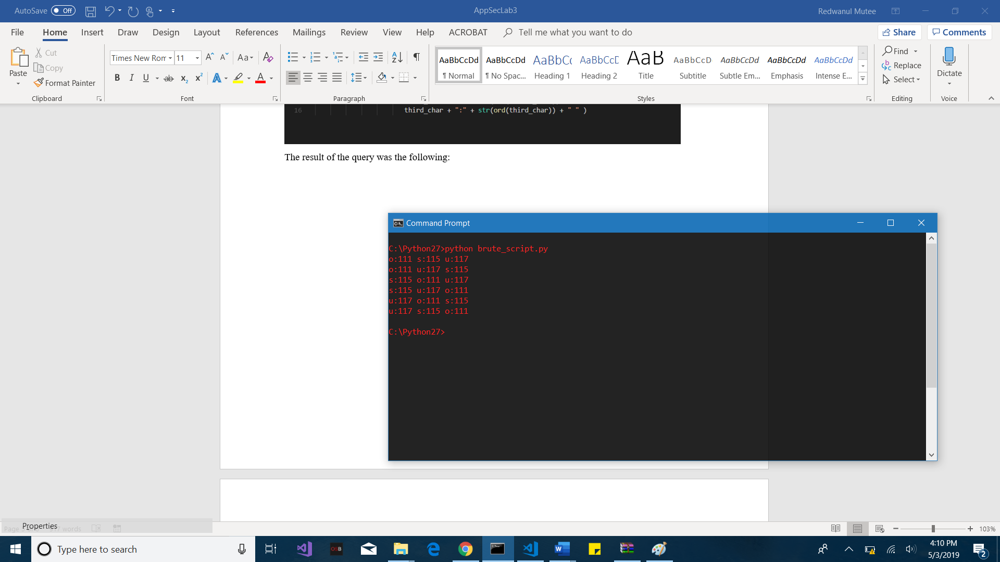 AutoSave Off
AppSecLab3
Redwanul Mutee
File Home Insert Draw Design Layout References Mailings Review View Help ACROBAT Tell me what you want to do
Share Comments
Paste
Cut
Copy
Format Painter
Clipboard
Times New Rom 11
Font
Paragraph
AaBbCcDd AaBbCcDd AaBbCc AaBbCcD AaB AaBbCcD AaBbCcDd AaBbCcDd AaBbCcDd
¶ Normal ¶ No Spac... Heading 1 Heading 2 Title Subtitle Subtle Em... Emphasis Intense E...
Styles
Find
Replace
Select
Editing
Dictate
Voice
16 third_char + ":" + str(ord(third_char)) + " " )
The result of the query was the following:
Command Prompt
C:\Python27>python brute_script.py
o:111 s:115 u:117
o:111 u:117 s:115
s:115 o:111 u:117
s:115 u:117 o:111
u:117 o:111 s:115
u:117 s:115 o:111
C:\Python27>
Properties
Page words
103%
Type here to search
4:10 PM
5/3/2019
2